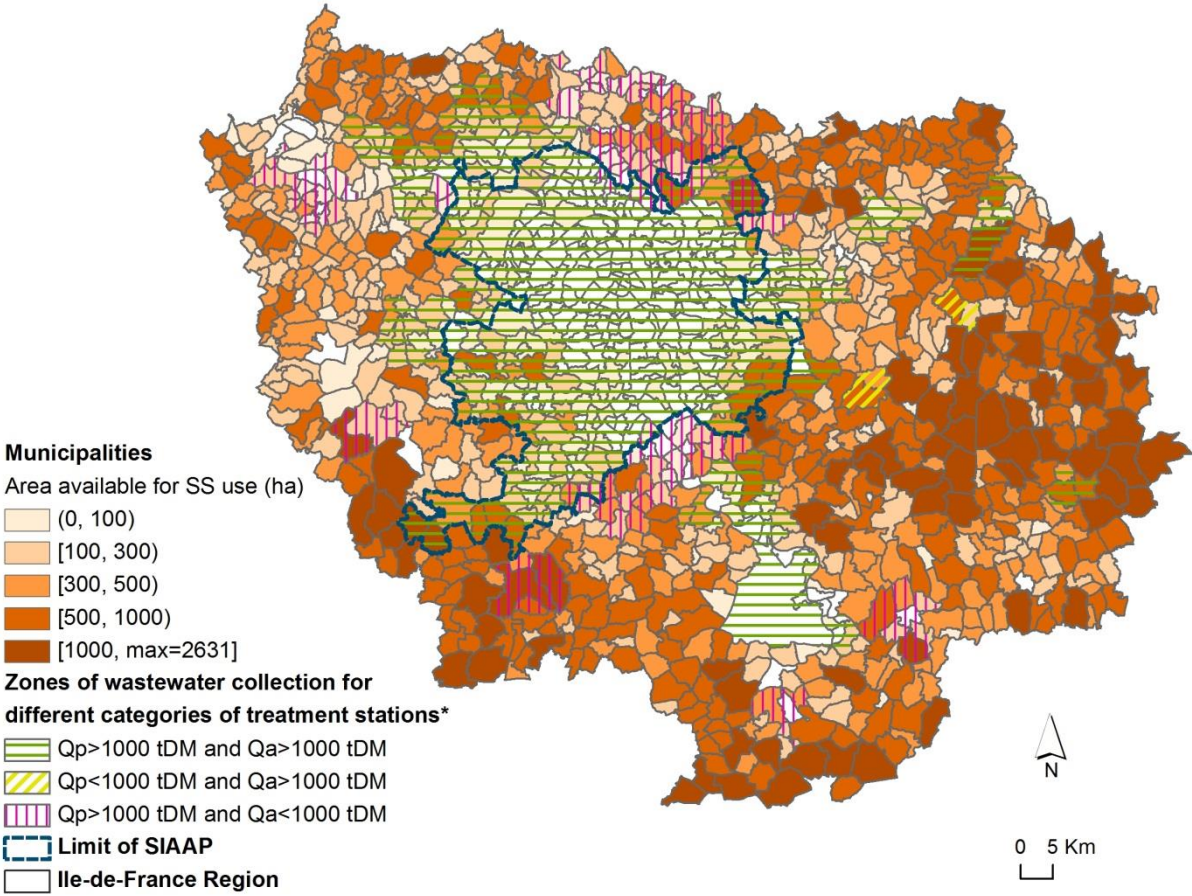 Municipalities
Area available for SS use (ha)
(0, 100)
[100, 300)
[300, 500)
[500, 1000)
[1000, max=2631]
Zones of wastewater collection for
different categories of treatment stations*
Qp>1000 tDM and Qa>1000 tDM
Qp<1000 tDM and Qa>1000 tDM
Qp>1000 tDM and Qa<1000 tDM
Limit of SIAAP
Ile-de-France Region
N
0 5 Km